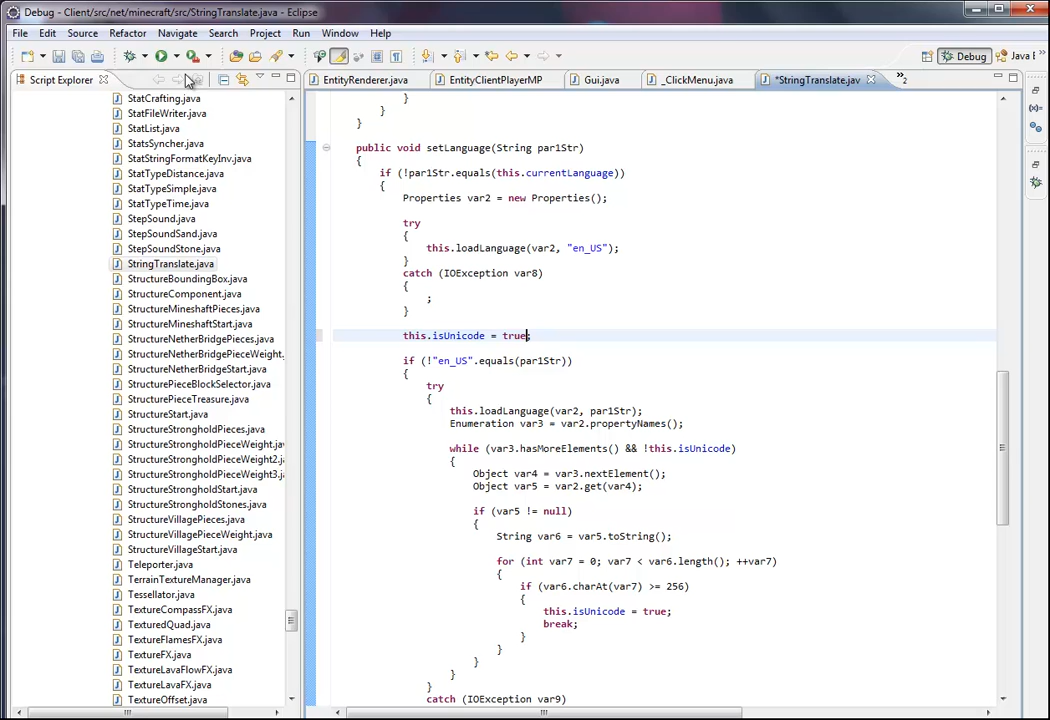 Debug - Client/src/net/minecraft/src/StringTranslate.java - Eclipse
File Edit Source Refactor Navigate Search Project Run Window Help
Debug Java E
Script Explorer
EntityRenderer.java EntityClientPlayerMP Gui.java _ClickMenu.java *StringTranslate.jav »2
StatCrafting.java
StatFileWriter.java
StatList.java
StatsSyncher.java
StatStringFormatKeyInv.java
StatTypeDistance.java
StatTypeSimple.java
StatTypeTime.java
StepSound.java
StepSoundSand.java
StepSoundStone.java
StringTranslate.java
StructureBoundingBox.java
StructureComponent.java
StructureMineshaftPieces.java
StructureMineshaftStart.java
StructureNetherBridgePieces.java
StructureNetherBridgePieceWeight.
StructureNetherBridgeStart.java
StructurePieceBlockSelector.java
StructurePieceTreasure.java
StructureStart.java
StructureStrongholdPieces.java
StructureStrongholdPieceWeight.jav
StructureStrongholdPieceWeight2.j
StructureStrongholdPieceWeight3.j
StructureStrongholdStart.java
StructureStrongholdStones.java
StructureVillagePieces.java
StructureVillagePieceWeight.java
StructureVillageStart.java
Teleporter.java
TerrainTextureManager.java
Tessellator.java
TextureCompassFX.java
TexturedQuad.java
TextureFlamesFX.java
TextureFX.java
TextureLavaFlowFX.java
TextureLavaFX.java
TextureOffset.java
}
}
}
public void setLanguage(String par1Str)
{
if (!par1Str.equals(this.currentLanguage))
{
Properties var2 = new Properties();
try
{
this.loadLanguage(var2, "en_US");
}
catch (IOException var8)
{
;
}
this.isUnicode = true;
if (!"en_US".equals(par1Str))
{
try
{
this.loadLanguage(var2, par1Str);
Enumeration var3 = var2.propertyNames();
while (var3.hasMoreElements() && !this.isUnicode)
{
Object var4 = var3.nextElement();
Object var5 = var2.get(var4);
if (var5 != null)
{
String var6 = var5.toString();
for (int var7 = 0; var7 < var6.length(); ++var7)
{
if (var6.charAt(var7) >= 256)
{
this.isUnicode = true;
break;
}
}
}
}
}
catch (IOException var9)